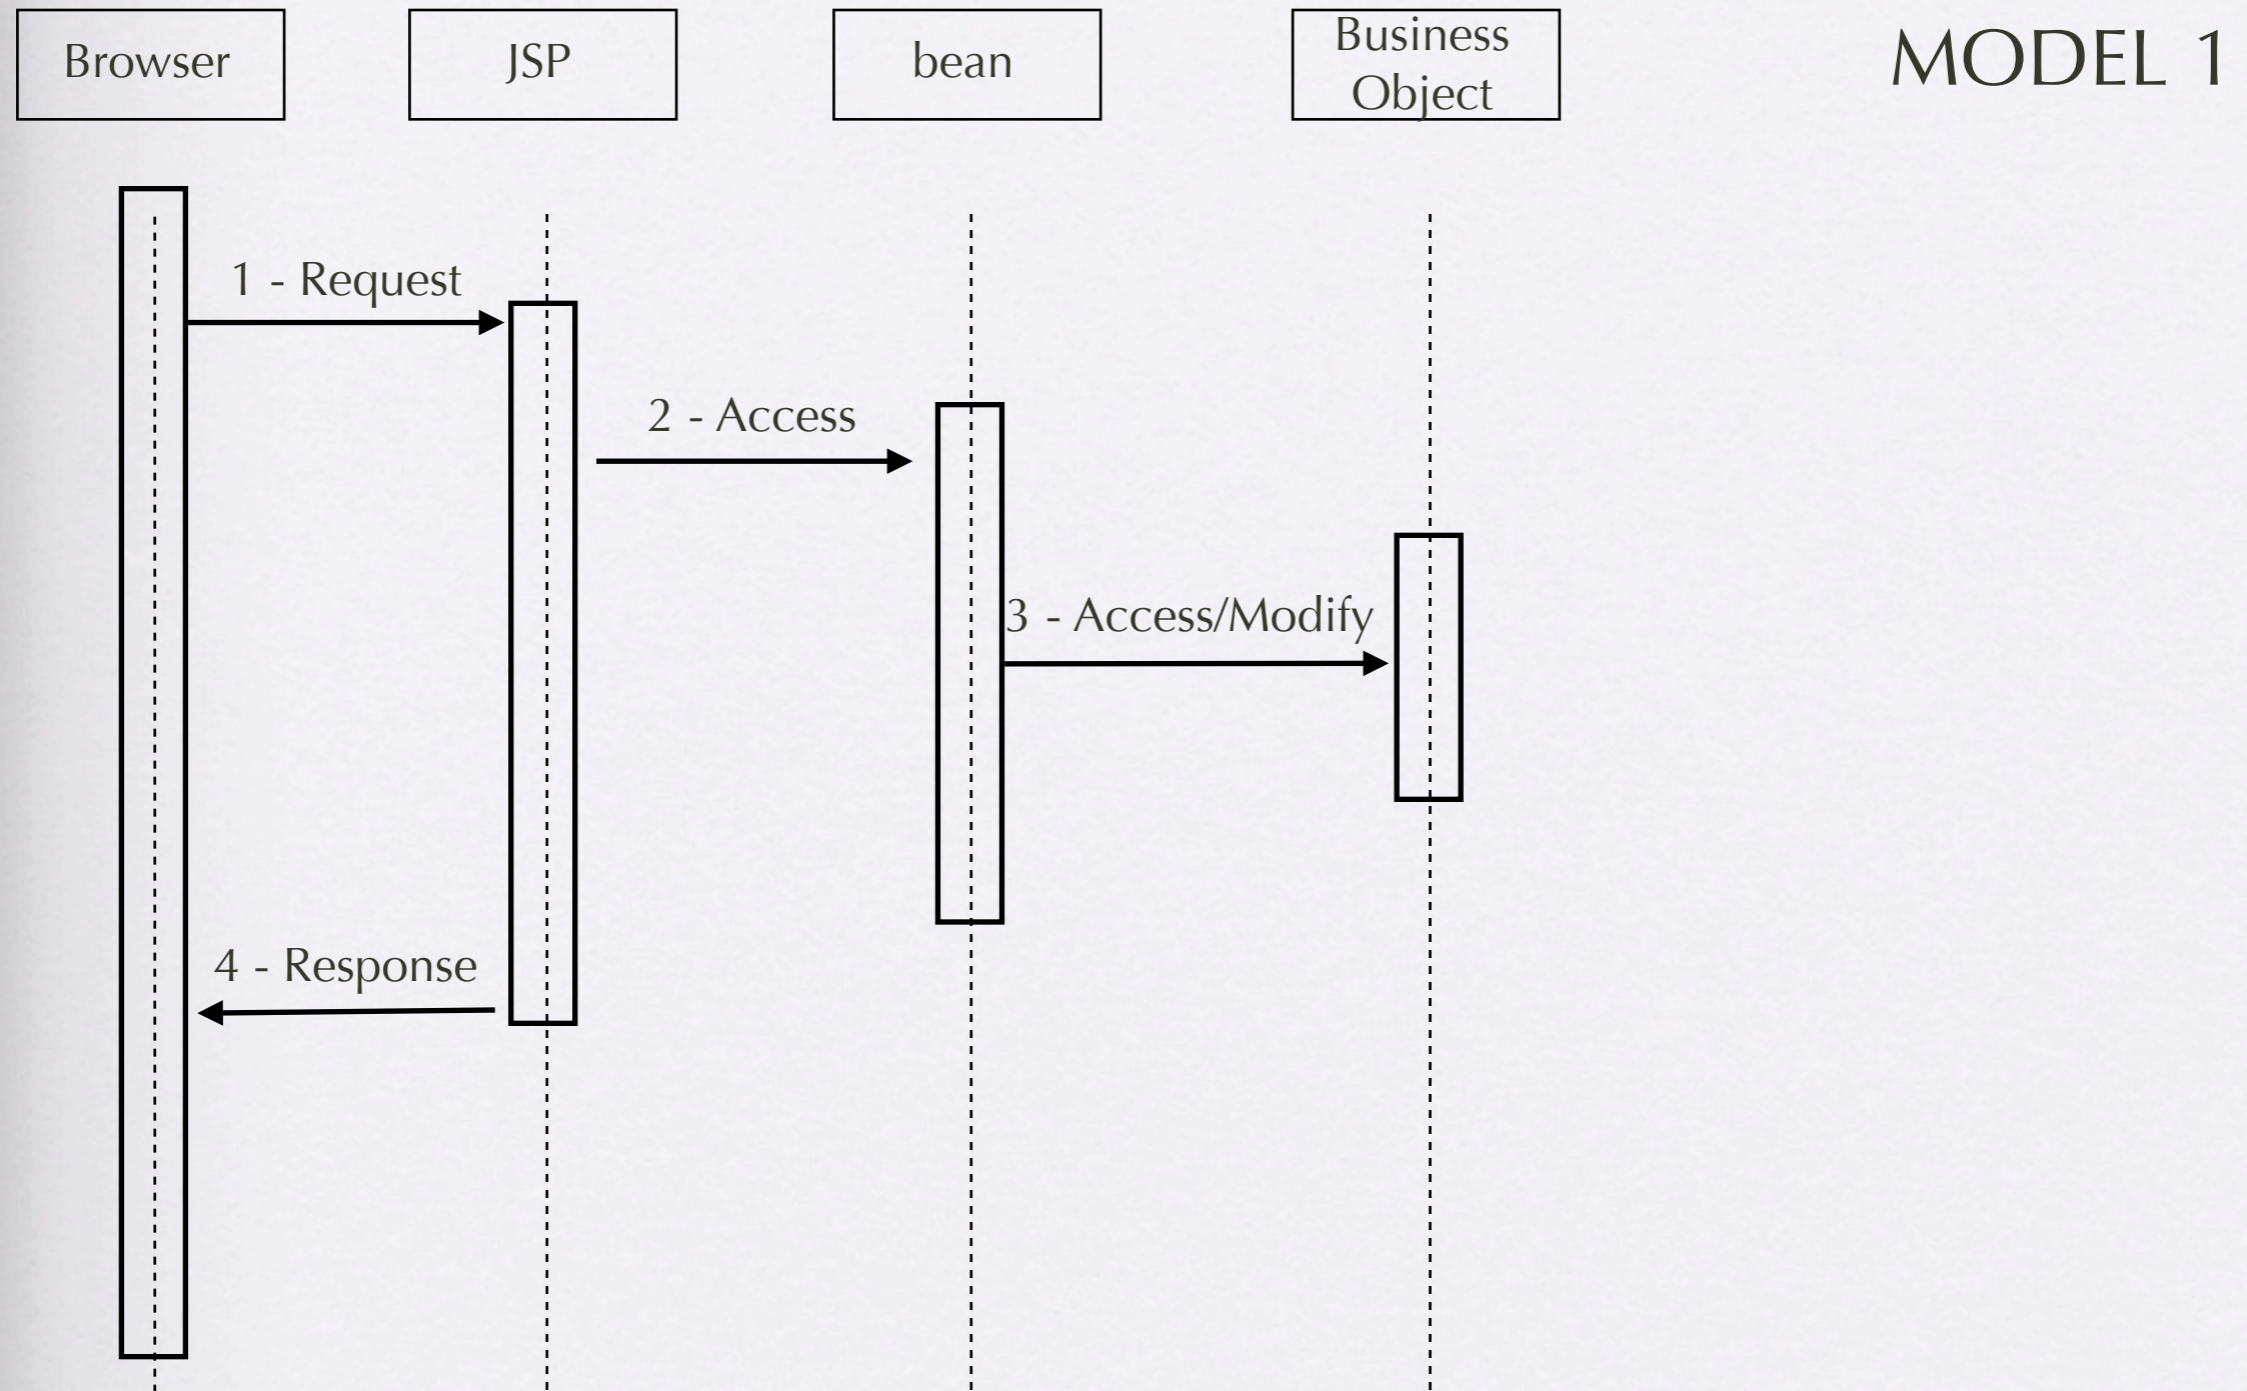 Browser
JSP
bean
Business
Object
MODEL 1
1 - Request
2 - Access
3 - Access/Modify
4 - Response